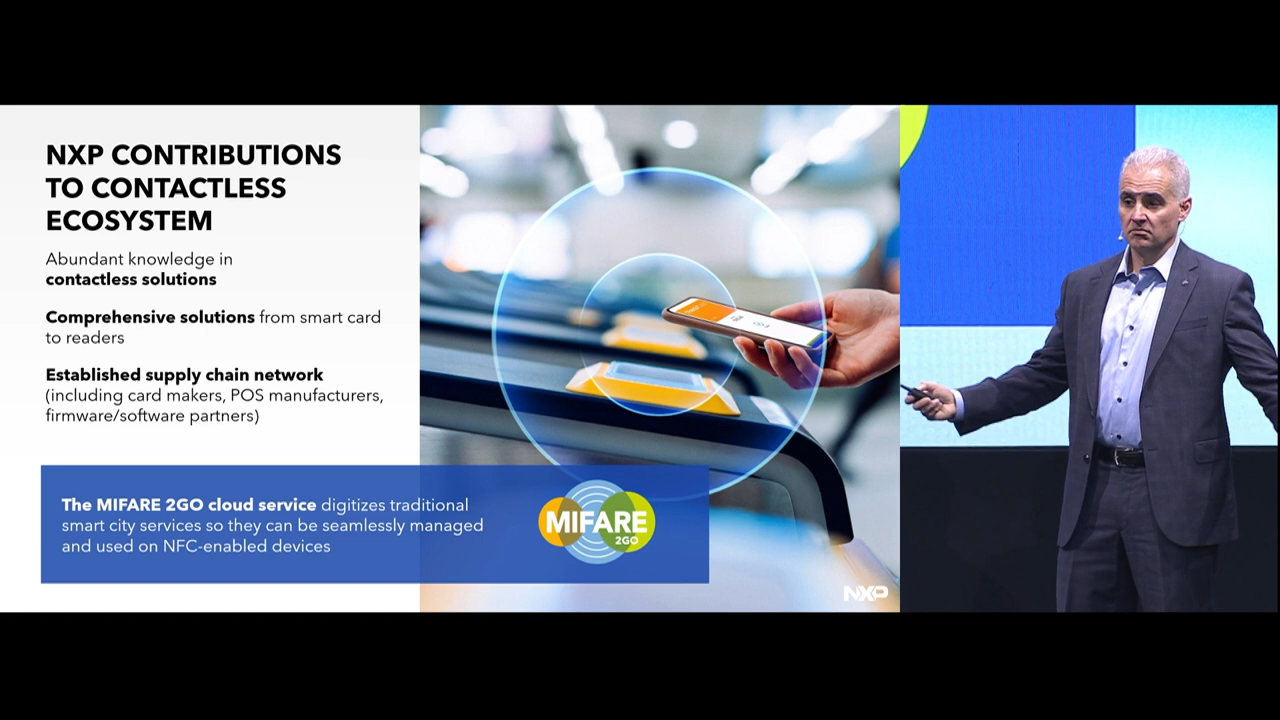 NXP CONTRIBUTIONS
TO CONTACTLESS
ECOSYSTEM
Abundant knowledge in
contactless solutions
Comprehensive solutions from smart card
to readers
Established supply chain network
(including card makers, POS manufacturers,
firmware/software partners)
The MIFARE 2GO cloud service digitizes traditional
smart city services so they can be seamlessly managed
and used on NFC-enabled devices
MIFARE
2GO
NXP